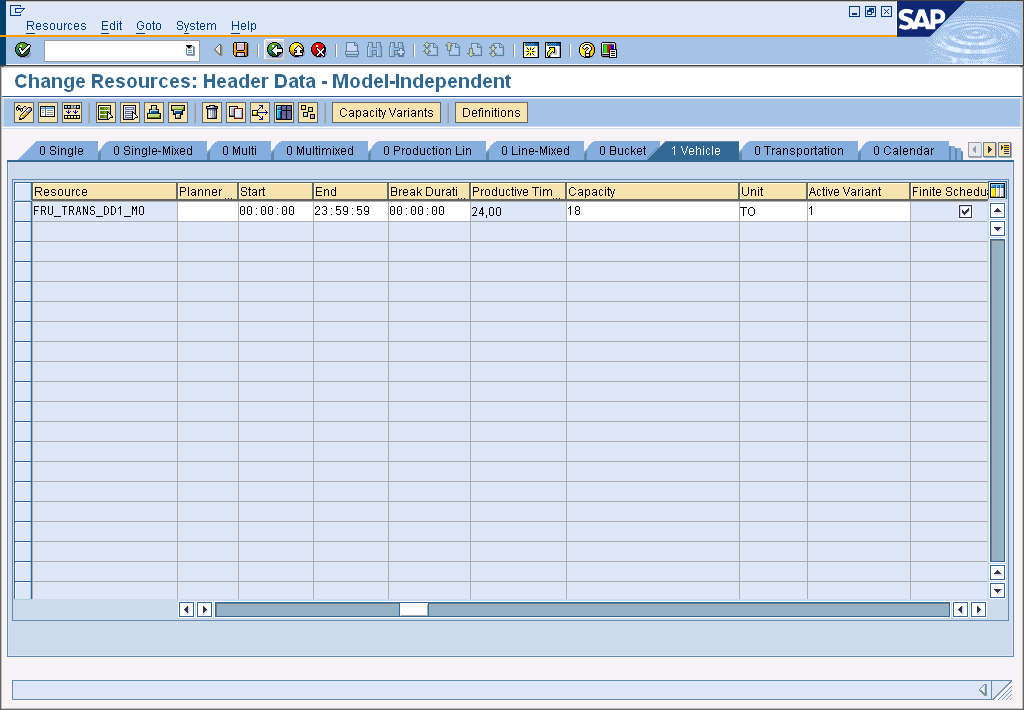 Resources Edit Goto System Help
SAP
Change Resources: Header Data - Model-Independent
Capacity Variants Definitions
0 Single 0 Single-Mixed 0 Multi 0 Multimixed 0 Production Lin 0 Line-Mixed 0 Bucket 1 Vehicle 0 Transportation 0 Calendar
Resource Planner ... Start End Break Durati... Productive Tim... Capacity Unit Active Variant Finite Schedu
FRU_TRANS_DD1_MO 00:00:00 23:59:59 00:00:00 24,00 18 TO 1